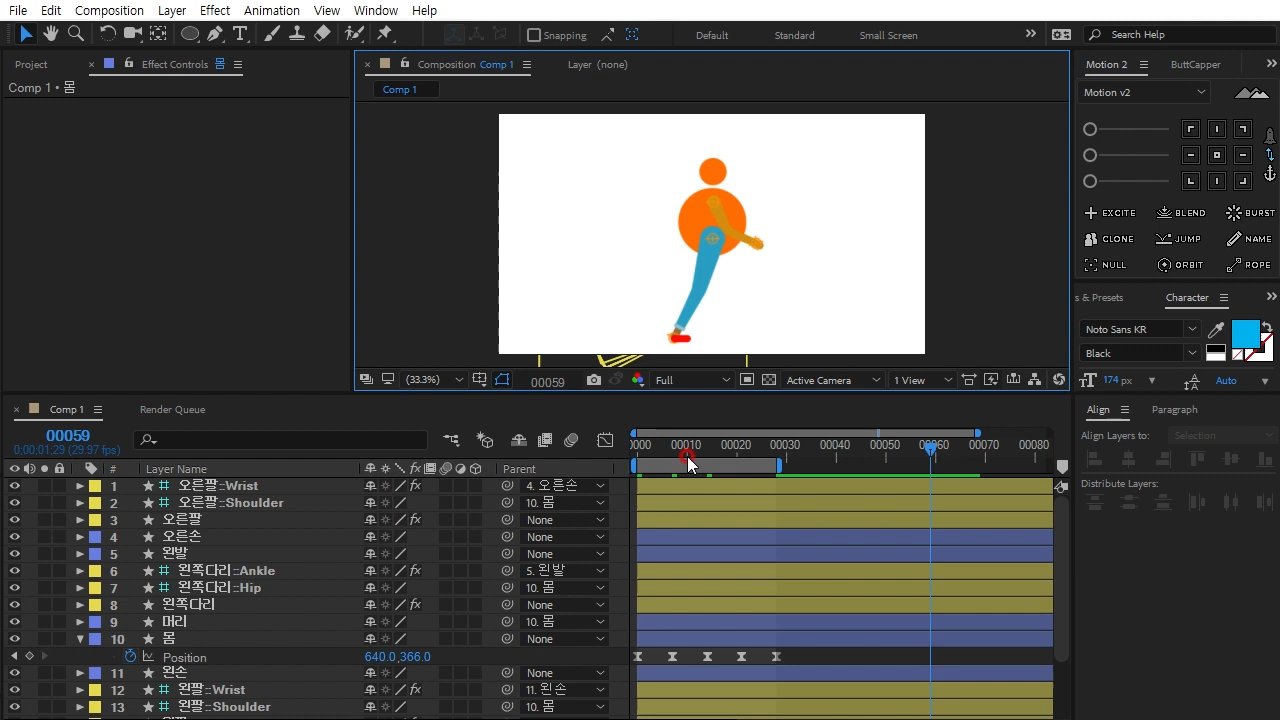 File Edit Composition Layer Effect Animation View Window Help
Snapping Default Standard Small Screen Search Help
Project Effect Controls 몸
Comp 1 • 몸
Composition Comp 1 Layer (none)
Comp 1
Motion 2 ButtCapper
Motion v2
EXCITE BLEND BURST
CLONE JUMP NAME
NULL ORBIT ROPE
s & Presets Character
Noto Sans KR
Black
174 px Auto
(33.3%) 00059 Full Active Camera 1 View
Comp 1 Render Queue
00059
0;00;01;29 (29.97 fps)
0000 00010 00020 00030 00040 00050 00060 00070 00080
# Layer Name Parent
1 오른팔::Wrist 4. 오른손
2 오른팔::Shoulder 10. 몸
3 오른팔 None
4 오른손 None
5 왼발 None
6 왼쪽다리::Ankle 5. 왼발
7 왼쪽다리::Hip 10. 몸
8 왼쪽다리 None
9 머리 10. 몸
10 몸 None
Position 640.0,366.0
11 왼손 None
12 왼팔::Wrist 11. 왼손
13 왼팔::Shoulder 10. 몸
Align Paragraph
Align Layers to: Selection
Distribute Layers: